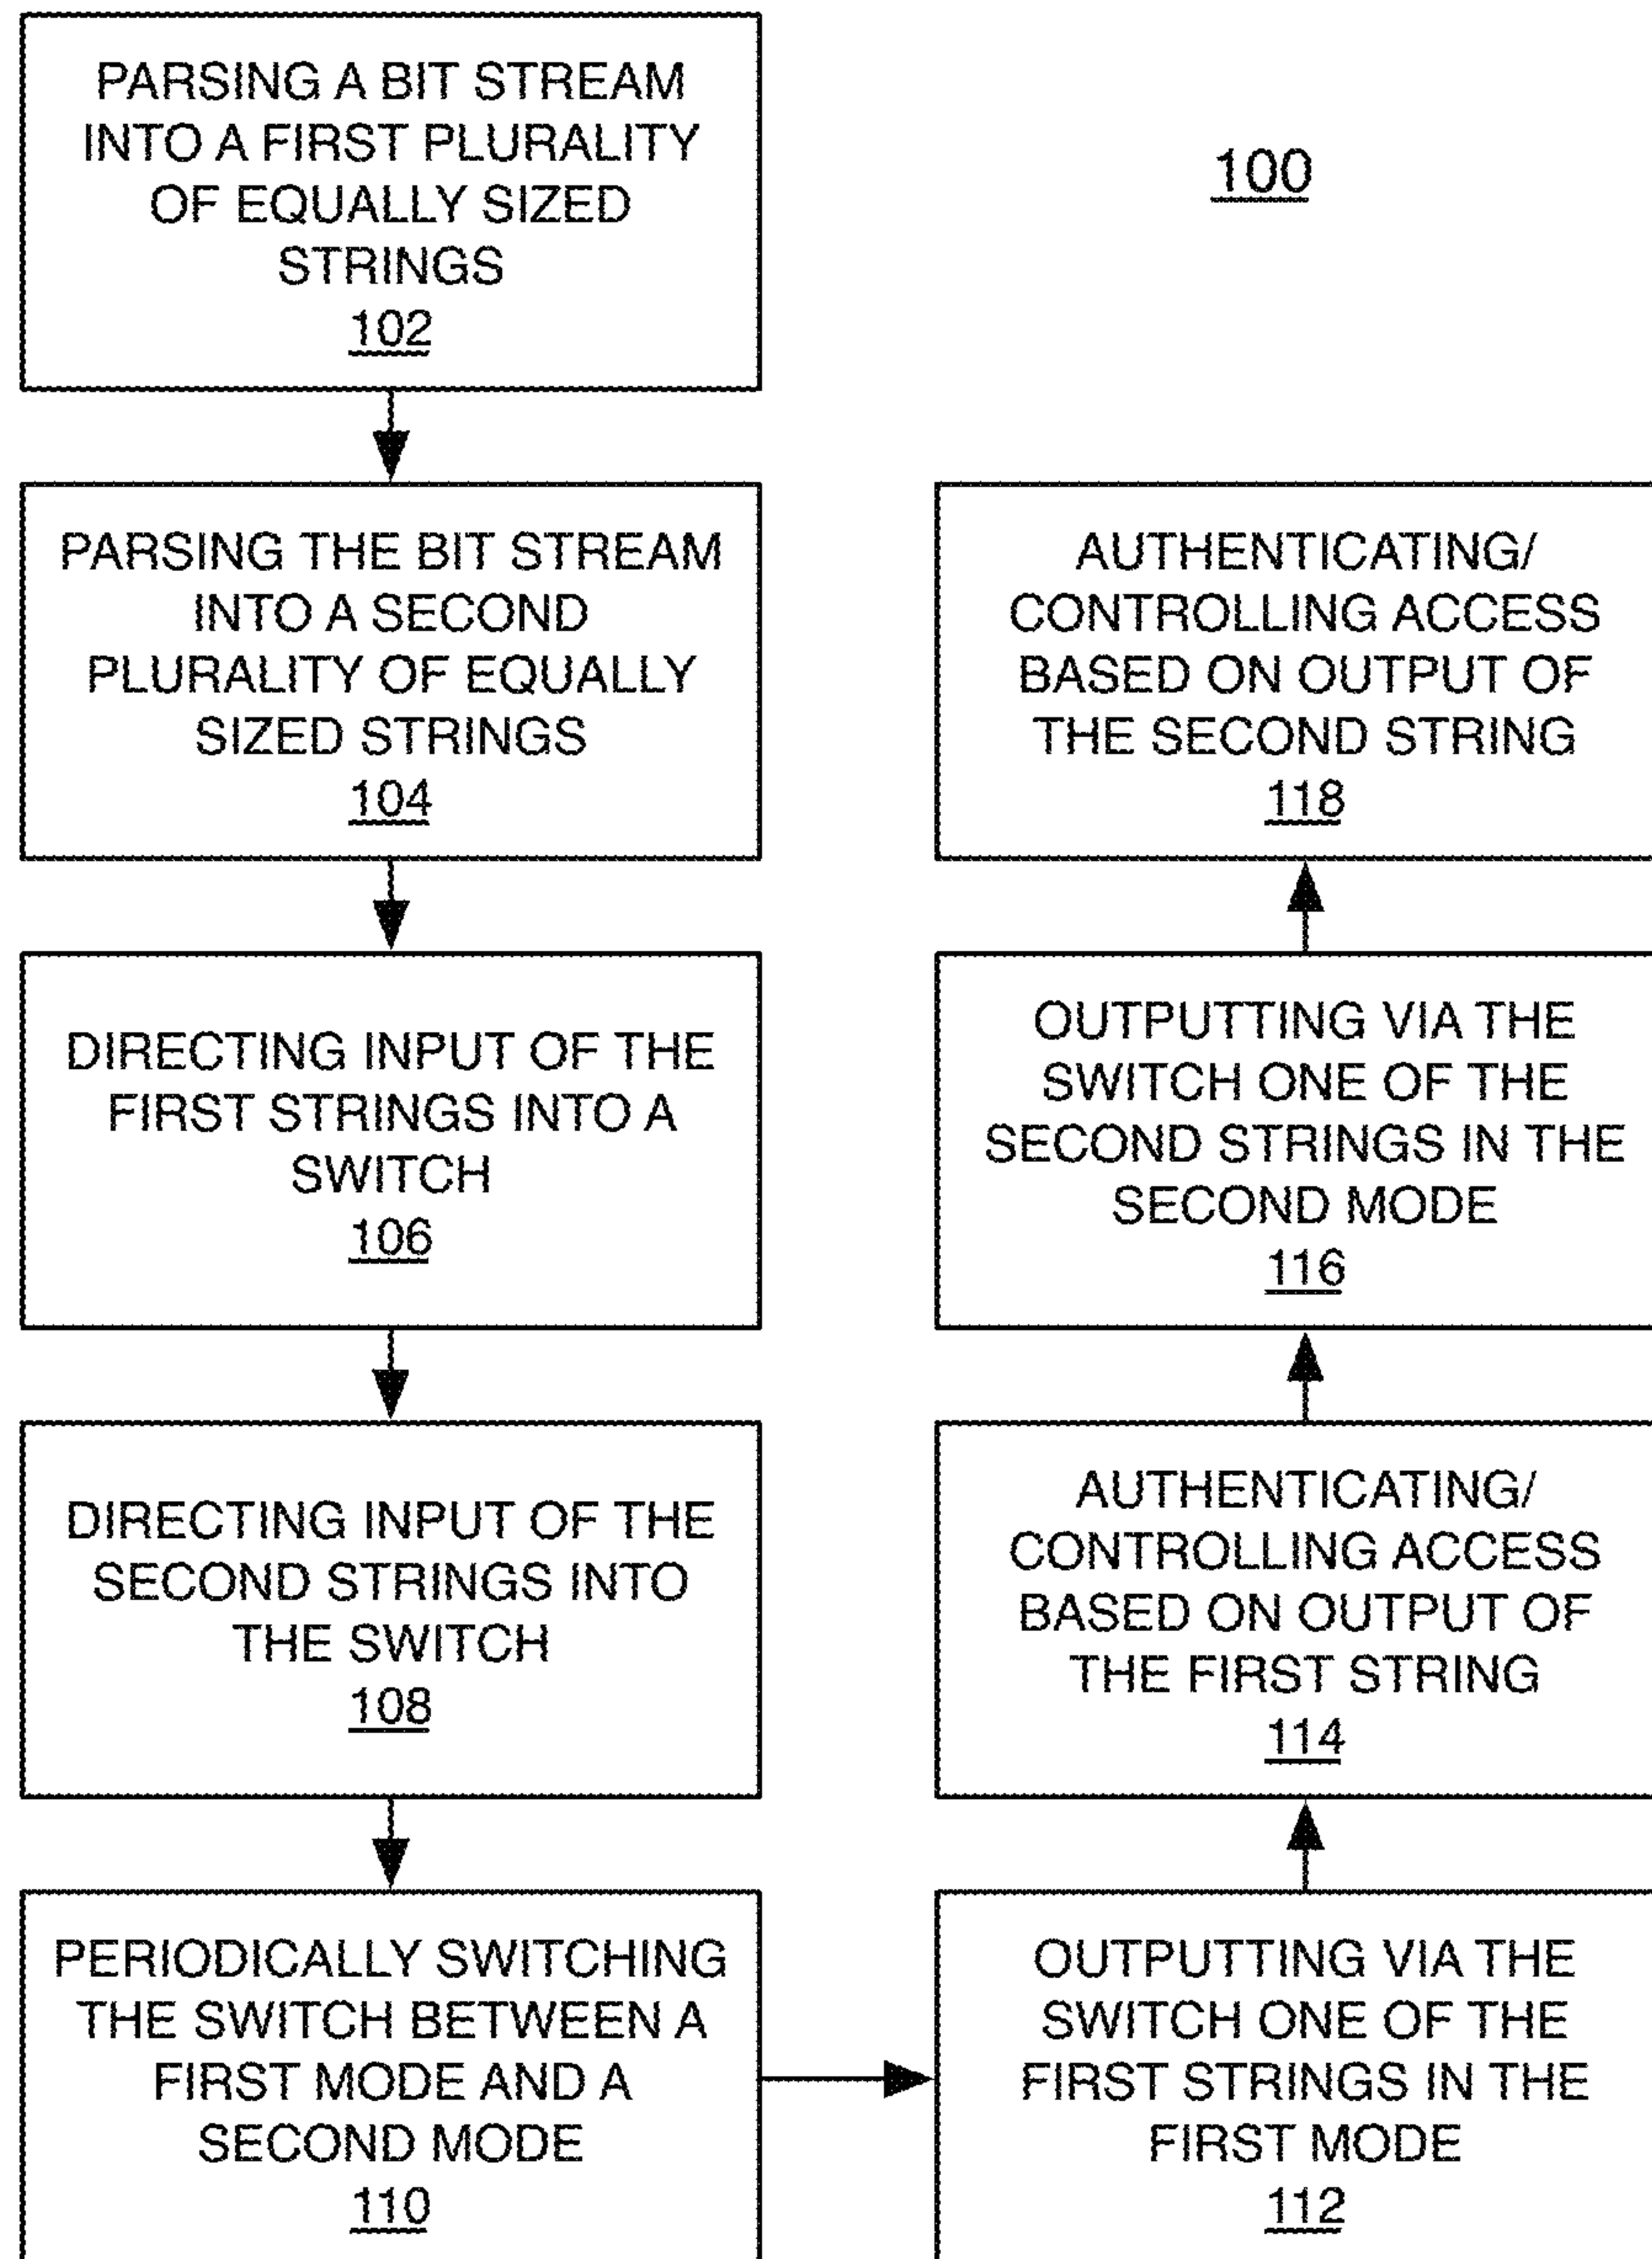 PARSING A BIT STREAM
INTO A FIRST PLURALITY
OF EQUALLY SIZED
STRINGS
102
100
PARSING THE BIT STREAM
INTO A SECOND
PLURALITY OF EQUALLY
SIZED STRINGS
104
DIRECTING INPUT OF THE
FIRST STRINGS INTO A
SWITCH
106
DIRECTING INPUT OF THE
SECOND STRINGS INTO
THE SWITCH
108
PERIODICALLY SWITCHING
THE SWITCH BETWEEN A
FIRST MODE AND A
SECOND MODE
110
OUTPUTTING VIA THE
SWITCH ONE OF THE
FIRST STRINGS IN THE
FIRST MODE
112
AUTHENTICATING/
CONTROLLING ACCESS
BASED ON OUTPUT OF
THE FIRST STRING
114
OUTPUTTING VIA THE
SWITCH ONE OF THE
SECOND STRINGS IN THE
SECOND MODE
116
AUTHENTICATING/
CONTROLLING ACCESS
BASED ON OUTPUT OF
THE SECOND STRING
118